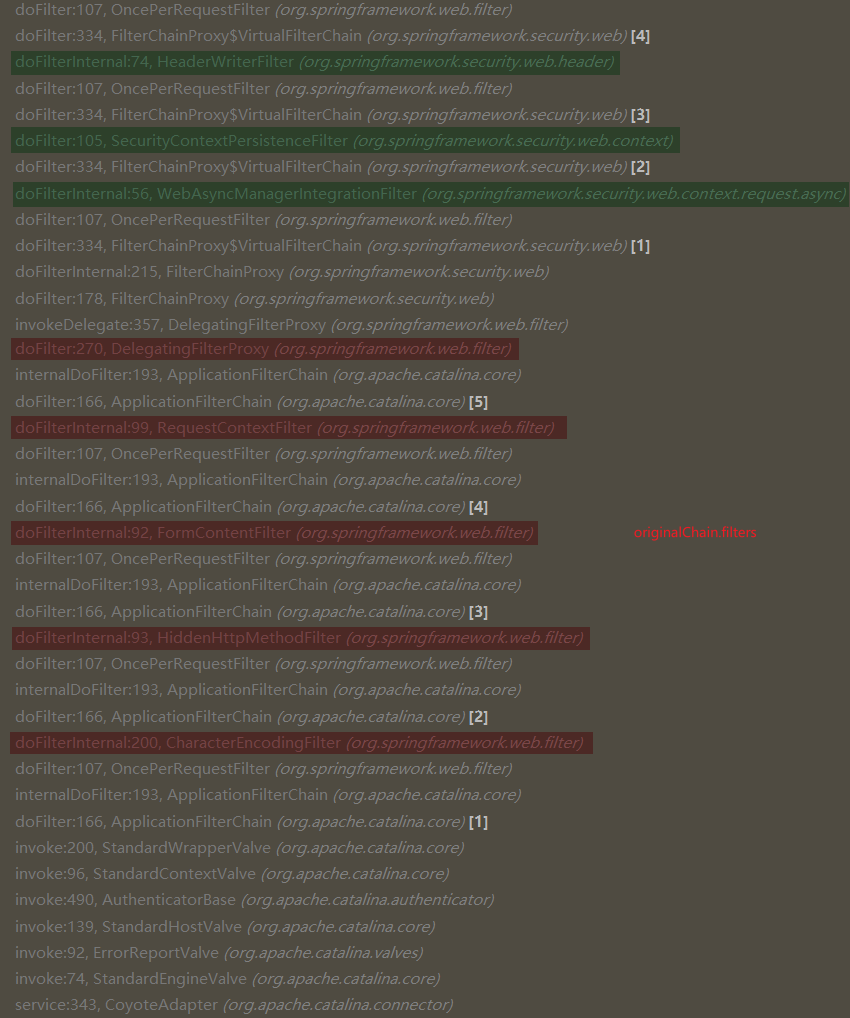 doFilter:107, OncePerRequestFilter (org.springframework.web.filter)
doFilter:334, FilterChainProxy$VirtualFilterChain (org.springframework.security.web) [4]
doFilterInternal:74, HeaderWriterFilter (org.springframework.security.web.header)
doFilter:107, OncePerRequestFilter (org.springframework.web.filter)
doFilter:334, FilterChainProxy$VirtualFilterChain (org.springframework.security.web) [3]
doFilter:105, SecurityContextPersistenceFilter (org.springframework.security.web.context)
doFilter:334, FilterChainProxy$VirtualFilterChain (org.springframework.security.web) [2]
doFilterInternal:56, WebAsyncManagerIntegrationFilter (org.springframework.security.web.context.request.async)
doFilter:107, OncePerRequestFilter (org.springframework.web.filter)
doFilter:334, FilterChainProxy$VirtualFilterChain (org.springframework.security.web) [1]
doFilterInternal:215, FilterChainProxy (org.springframework.security.web)
doFilter:178, FilterChainProxy (org.springframework.security.web)
invokeDelegate:357, DelegatingFilterProxy (org.springframework.web.filter)
doFilter:270, DelegatingFilterProxy (org.springframework.web.filter)
internalDoFilter:193, ApplicationFilterChain (org.apache.catalina.core)
doFilter:166, ApplicationFilterChain (org.apache.catalina.core) [5]
doFilterInternal:99, RequestContextFilter (org.springframework.web.filter)
doFilter:107, OncePerRequestFilter (org.springframework.web.filter)
internalDoFilter:193, ApplicationFilterChain (org.apache.catalina.core)
doFilter:166, ApplicationFilterChain (org.apache.catalina.core) [4]
doFilterInternal:92, FormContentFilter (org.springframework.web.filter) originalChain.filters
doFilter:107, OncePerRequestFilter (org.springframework.web.filter)
internalDoFilter:193, ApplicationFilterChain (org.apache.catalina.core)
doFilter:166, ApplicationFilterChain (org.apache.catalina.core) [3]
doFilterInternal:93, HiddenHttpMethodFilter (org.springframework.web.filter)
doFilter:107, OncePerRequestFilter (org.springframework.web.filter)
internalDoFilter:193, ApplicationFilterChain (org.apache.catalina.core)
doFilter:166, ApplicationFilterChain (org.apache.catalina.core) [2]
doFilterInternal:200, CharacterEncodingFilter (org.springframework.web.filter)
doFilter:107, OncePerRequestFilter (org.springframework.web.filter)
internalDoFilter:193, ApplicationFilterChain (org.apache.catalina.core)
doFilter:166, ApplicationFilterChain (org.apache.catalina.core) [1]
invoke:200, StandardWrapperValve (org.apache.catalina.core)
invoke:96, StandardContextValve (org.apache.catalina.core)
invoke:490, AuthenticatorBase (org.apache.catalina.authenticator)
invoke:139, StandardHostValve (org.apache.catalina.core)
invoke:92, ErrorReportValve (org.apache.catalina.valves)
invoke:74, StandardEngineValve (org.apache.catalina.core)
service:343, CoyoteAdapter (org.apache.catalina.connector)